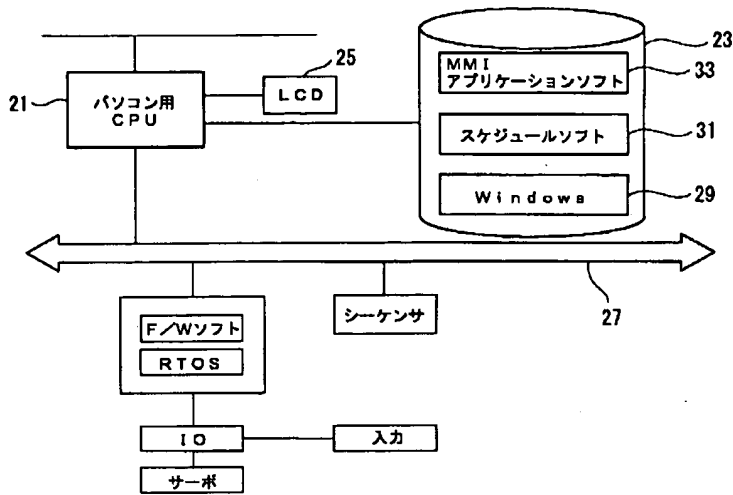 25
23
MMI
アプリケーションソフト
33
21
パソコン用
CPU
LCD
スケジュールソフト
31
Windows
29
27
シーケンサ
F/Wソフト
RTOS
IO
入力
サーボ